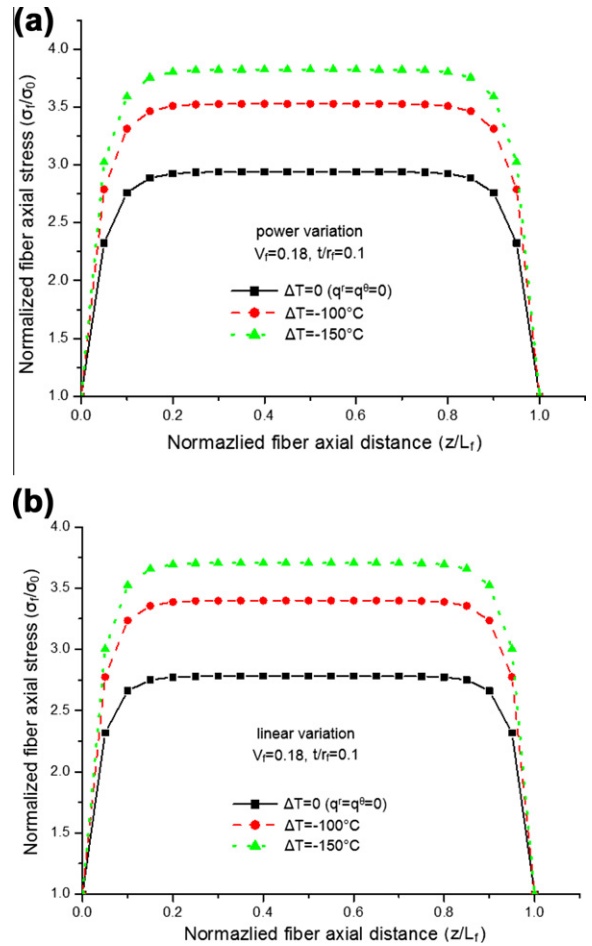 (a)
Normalized fiber axial stress (σf/σ0)
4.0
3.5
3.0
2.5
2.0
1.5
1.0
power variation
Vf=0.18, t/rf=0.1
ΔT=0 (qʳ=qᶿ=0)
ΔT=-100°C
ΔT=-150°C
0.0 0.2 0.4 0.6 0.8 1.0
Normazlied fiber axial distance (z/Lf)
(b)
Normalized fiber axial stress (σf/σ0)
4.0
3.5
3.0
2.5
2.0
1.5
1.0
linear variation
Vf=0.18, t/rf=0.1
ΔT=0 (qʳ=qᶿ=0)
ΔT=-100°C
ΔT=-150°C
0.0 0.2 0.4 0.6 0.8 1.0
Normazlied fiber axial distance (z/Lf)